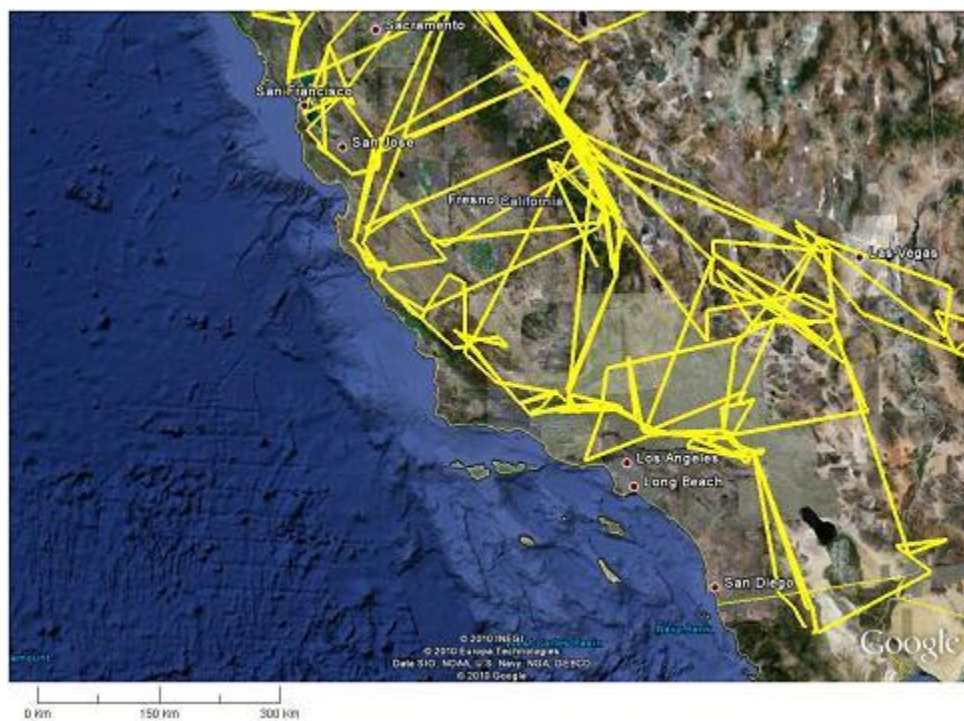 Sacramento
San Francisco
San Jose
Fresno California
Las Vegas
Los Angeles
Long Beach
San Diego
© 2010 INEGI
© 2010 Europa Technologies
Data SIO, NOAA, U.S. Navy, NGA, GEBCO
© 2010 Google
Google
0 Km 150 Km 300 Km